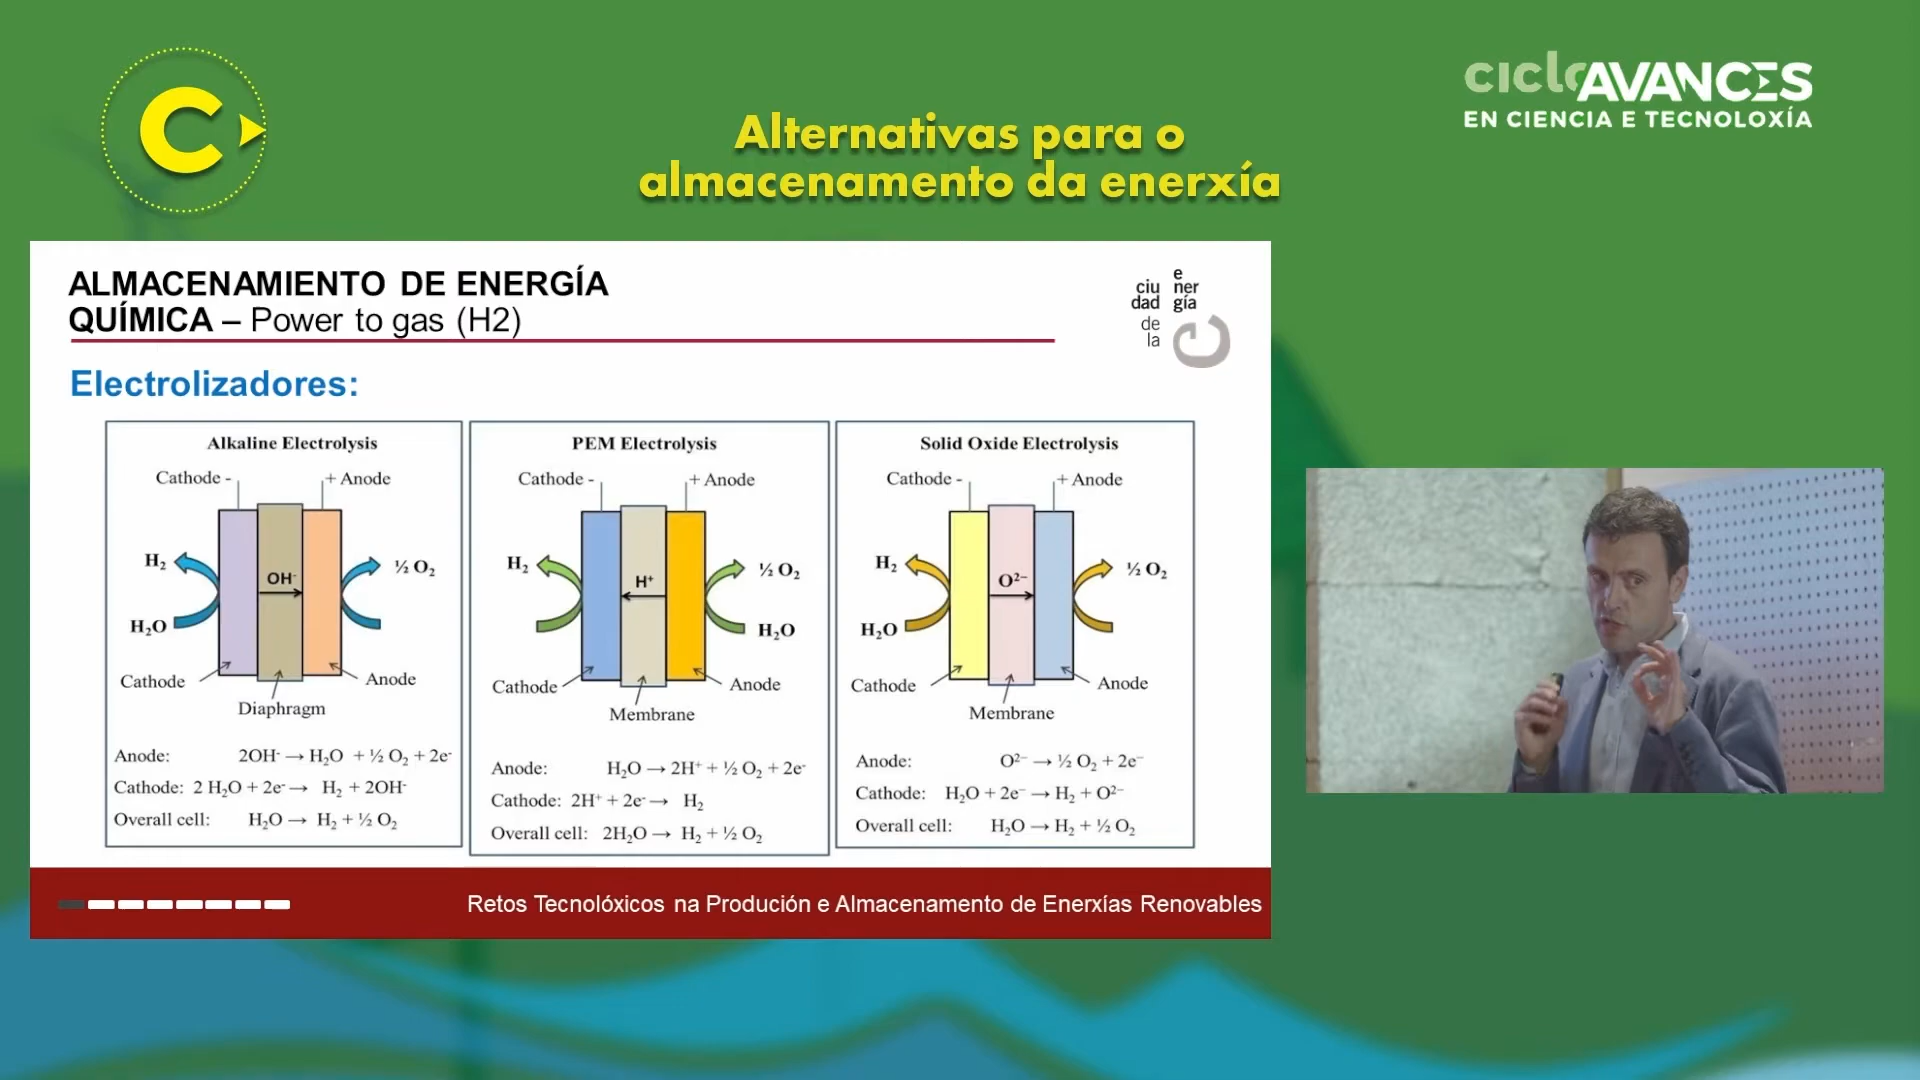 C
cicloAVANCES
EN CIENCIA E TECNOLOXÍA
Alternativas para o
almacenamento da enerxía
ALMACENAMIENTO DE ENERGÍA
QUÍMICA – Power to gas (H2)
ciu
dad
de
la
e
ner
gía
Electrolizadores:
Alkaline Electrolysis
Cathode -
+ Anode
H₂
OH⁻
½ O₂
H₂O
Cathode
Anode
Diaphragm
Anode: 2OH⁻ → H₂O + ½ O₂ + 2e⁻
Cathode: 2 H₂O + 2e⁻ → H₂ + 2OH⁻
Overall cell: H₂O → H₂ + ½ O₂
PEM Electrolysis
Cathode -
+ Anode
H₂
H⁺
½ O₂
H₂O
Cathode
Anode
Membrane
Anode: H₂O → 2H⁺ + ½ O₂ + 2e⁻
Cathode: 2H⁺ + 2e⁻ → H₂
Overall cell: 2H₂O → H₂ + ½ O₂
Solid Oxide Electrolysis
Cathode -
+ Anode
H₂
O²⁻
½ O₂
H₂O
Cathode
Anode
Membrane
Anode: O²⁻ → ½ O₂ + 2e⁻
Cathode: H₂O + 2e⁻ → H₂ + O²⁻
Overall cell: H₂O → H₂ + ½ O₂
Retos Tecnolóxicos na Produción e Almacenamento de Enerxías Renovables